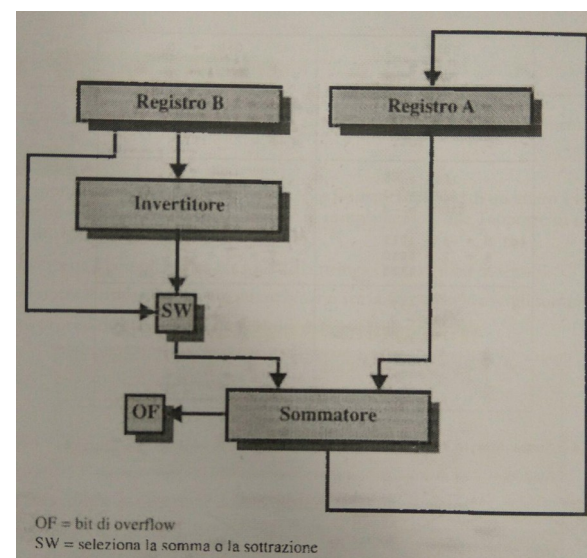 Registro B
Registro A
Invertitore
SW
OF
Sommatore
OF = bit di overflow
SW = seleziona la somma o la sottrazione